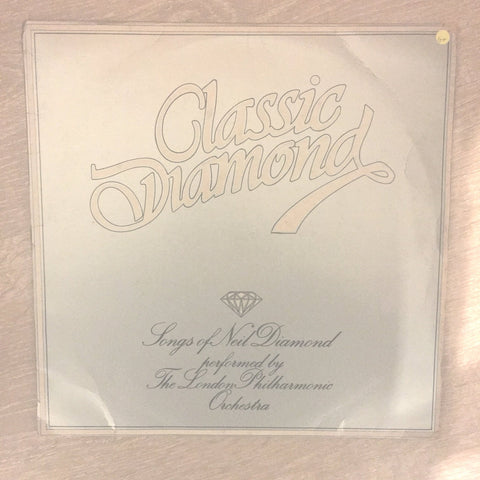 Classic
Diamond
Songs of Neil Diamond
performed by
The London Philharmonic
Orchestra